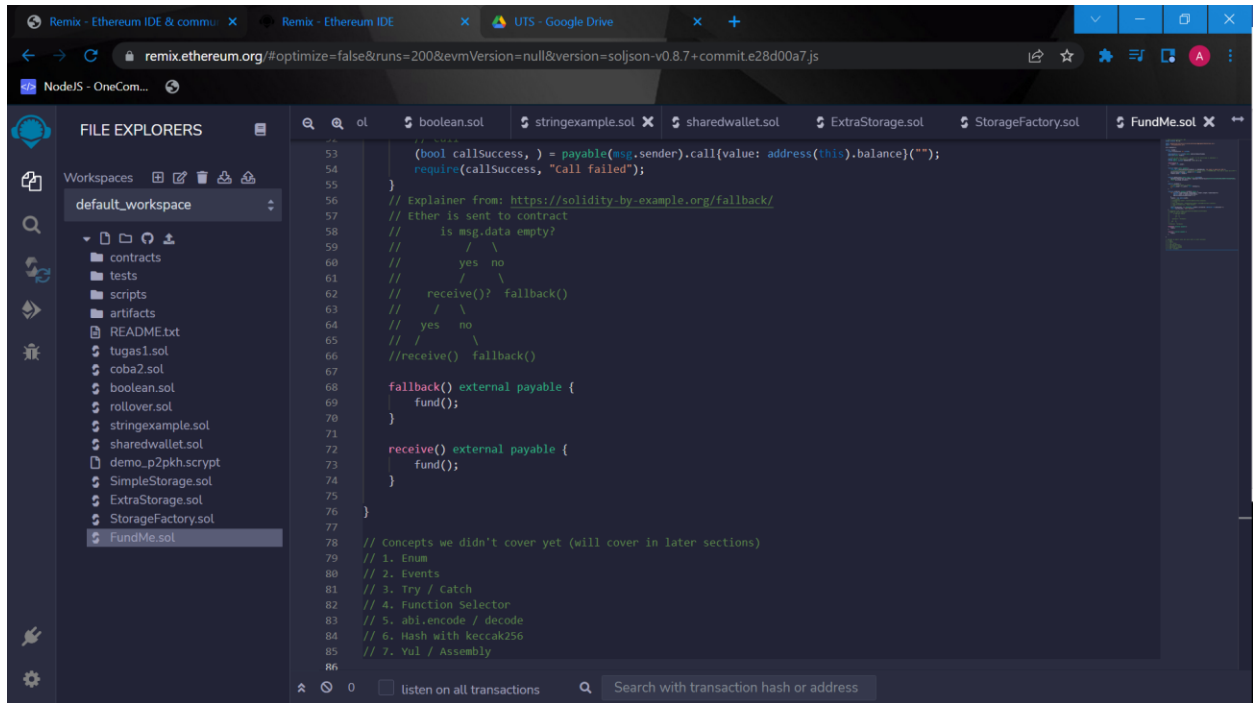 Remix - Ethereum IDE & commu
Remix - Ethereum IDE
UTS - Google Drive
remix.ethereum.org/#optimize=false&runs=200&evmVersion=null&version=soljson-v0.8.7+commit.e28d00a7.js
A
NodeJS - OneCom...
FILE EXPLORERS
ol
boolean.sol
stringexample.sol
sharedwallet.sol
ExtraStorage.sol
StorageFactory.sol
FundMe.sol
Workspaces
default_workspace
contracts
tests
scripts
artifacts
README.txt
tugas1.sol
coba2.sol
boolean.sol
rollover.sol
stringexample.sol
sharedwallet.sol
demo_p2pkh.scrypt
SimpleStorage.sol
ExtraStorage.sol
StorageFactory.sol
FundMe.sol
52 // call
53 (bool callSuccess, ) = payable(msg.sender).call{value: address(this).balance}("");
54 require(callSuccess, "Call failed");
55 }
56 // Explainer from: https://solidity-by-example.org/fallback/
57 // Ether is sent to contract
58 // is msg.data empty?
59 // / \
60 // yes no
61 // / \
62 // receive()? fallback()
63 // / \
64 // yes no
65 // / \
66 //receive() fallback()
67
68 fallback() external payable {
69 fund();
70 }
71
72 receive() external payable {
73 fund();
74 }
75
76 }
77
78 // Concepts we didn't cover yet (will cover in later sections)
79 // 1. Enum
80 // 2. Events
81 // 3. Try / Catch
82 // 4. Function Selector
83 // 5. abi.encode / decode
84 // 6. Hash with keccak256
85 // 7. Yul / Assembly
86
0
listen on all transactions
Search with transaction hash or address